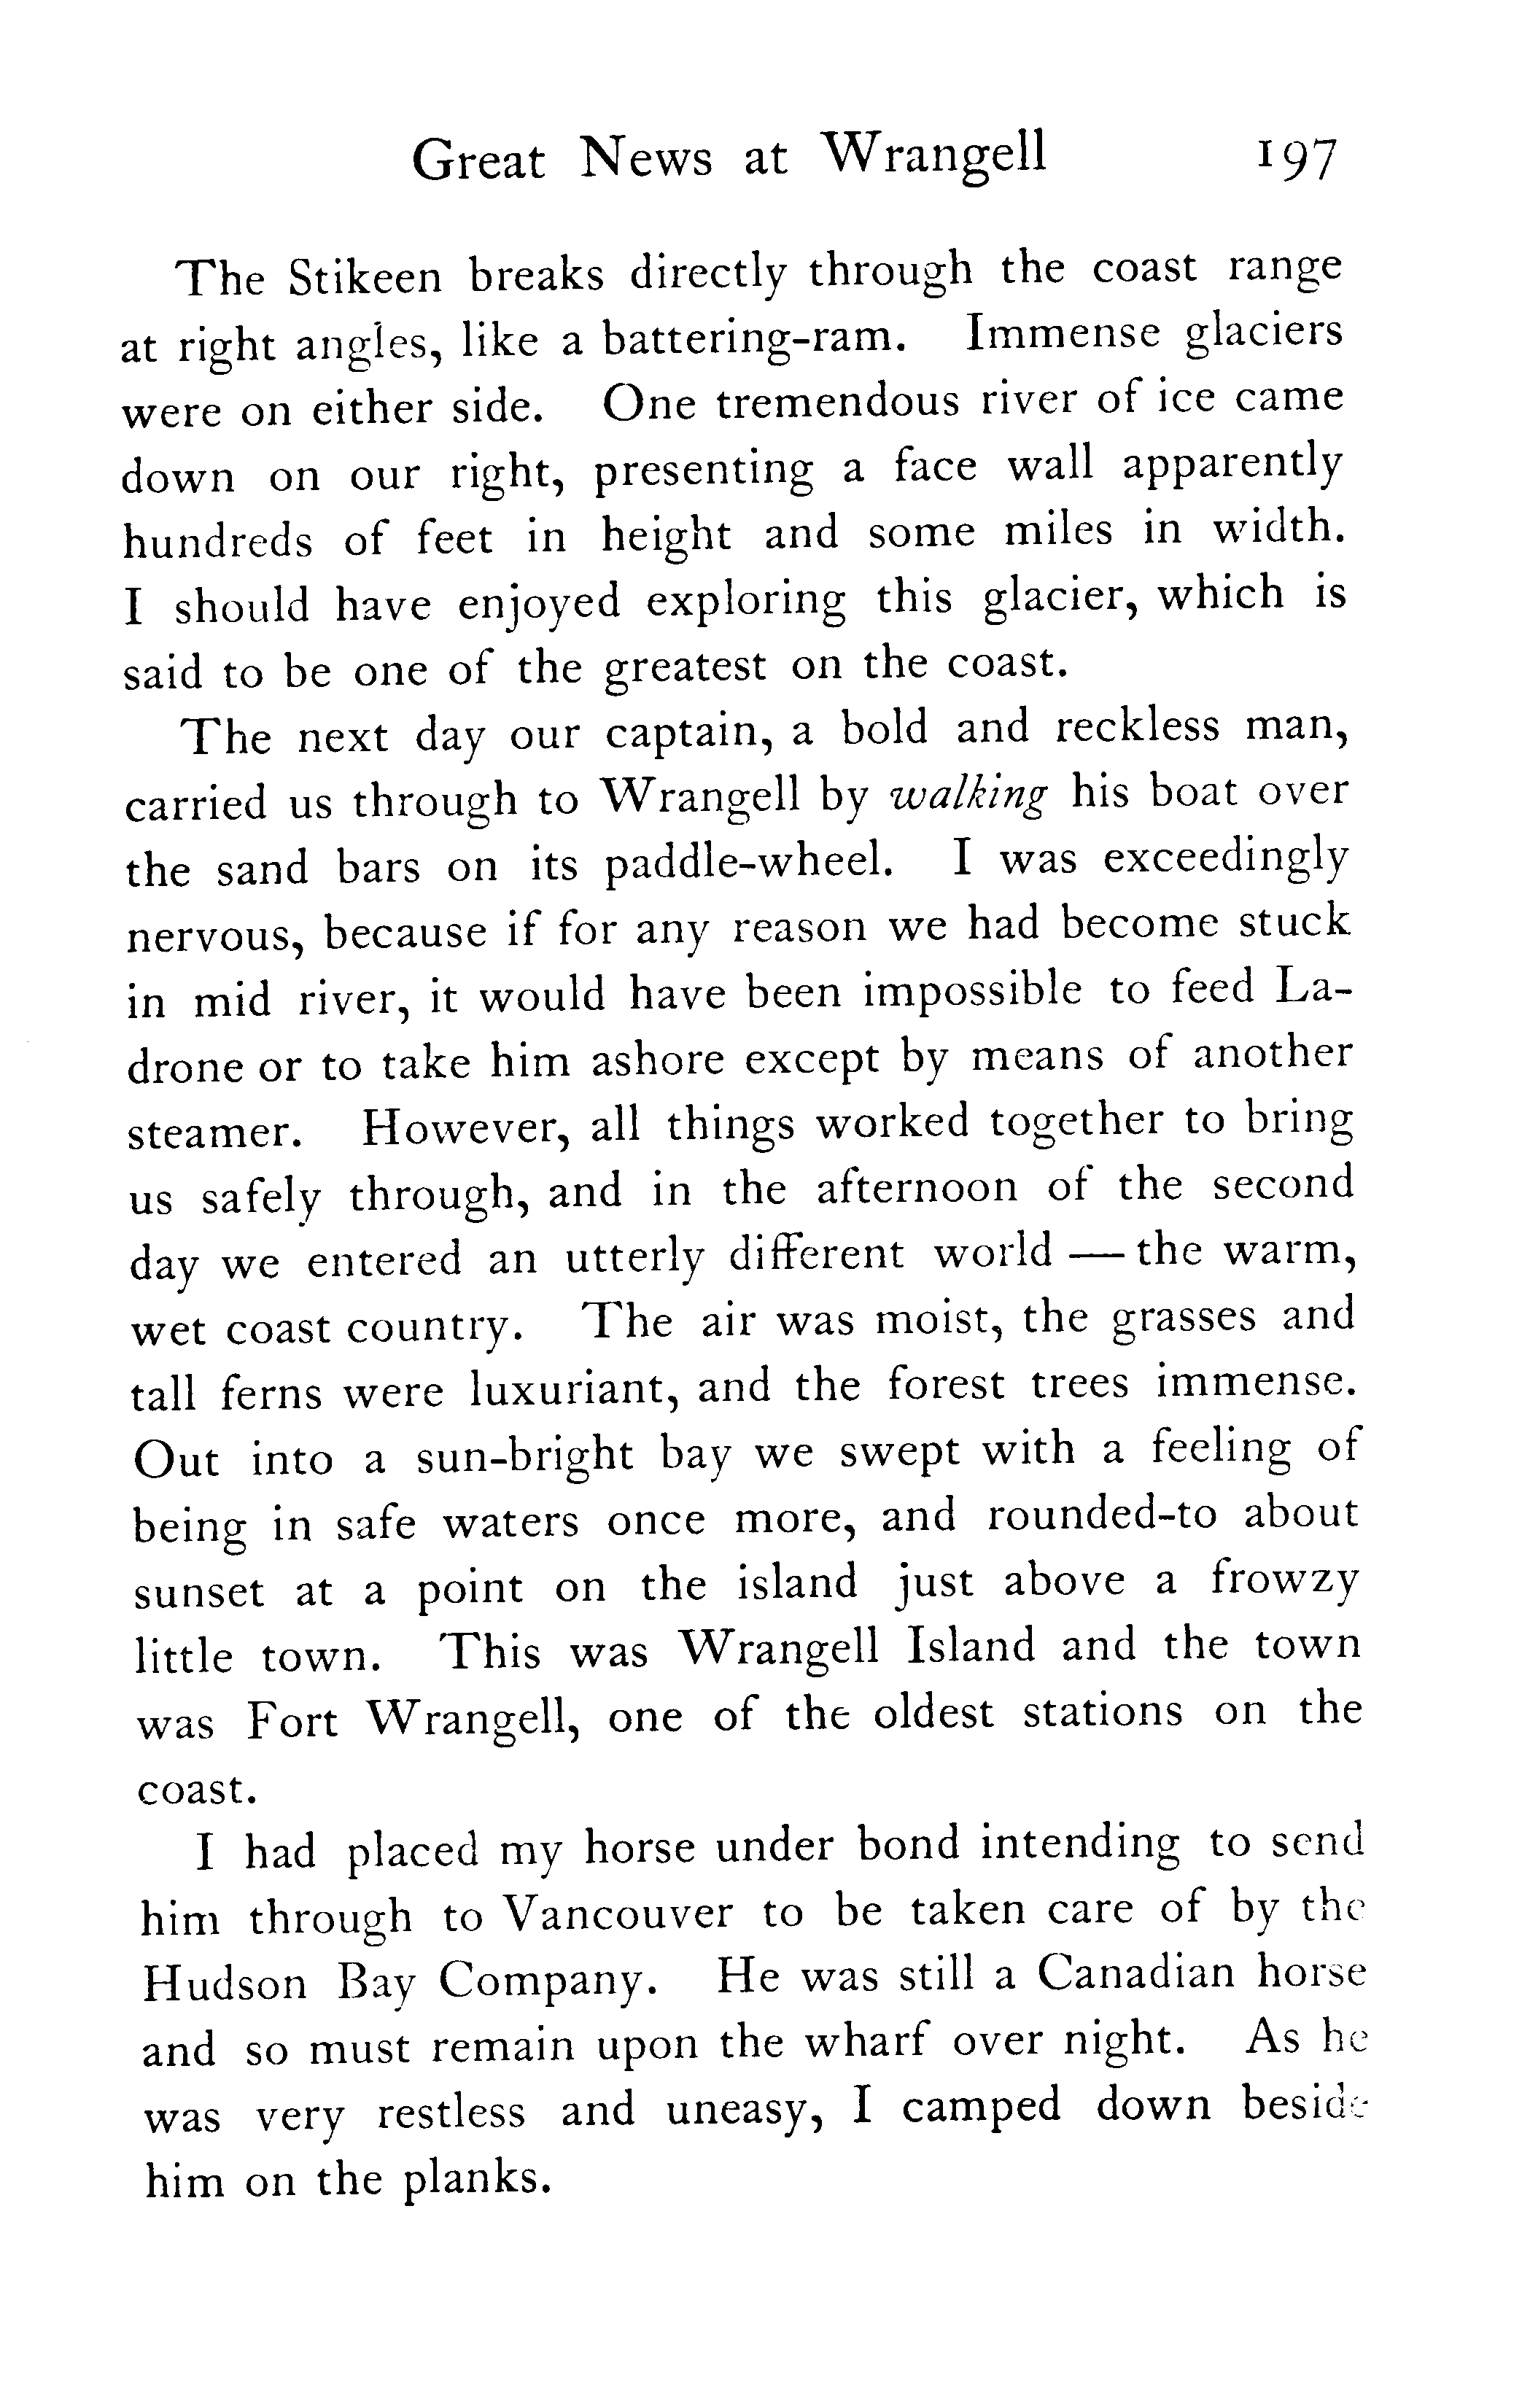 Great News at Wrangell 197
The Stikeen breaks directly through the coast range
at right angles, like a battering-ram. Immense glaciers
were on either side. One tremendous river of ice came
down on our right, presenting a face wall apparently
hundreds of feet in height and some miles in width.
I should have enjoyed exploring this glacier, which is
said to be one of the greatest on the coast.
The next day our captain, a bold and reckless man,
carried us through to Wrangell by walking his boat over
the sand bars on its paddle-wheel. I was exceedingly
nervous, because if for any reason we had become stuck
in mid river, it would have been impossible to feed La-
drone or to take him ashore except by means of another
steamer. However, all things worked together to bring
us safely through, and in the afternoon of the second
day we entered an utterly different world — the warm,
wet coast country. The air was moist, the grasses and
tall ferns were luxuriant, and the forest trees immense.
Out into a sun-bright bay we swept with a feeling of
being in safe waters once more, and rounded-to about
sunset at a point on the island just above a frowzy
little town. This was Wrangell Island and the town
was Fort Wrangell, one of the oldest stations on the
coast.
I had placed my horse under bond intending to send
him through to Vancouver to be taken care of by the
Hudson Bay Company. He was still a Canadian horse
and so must remain upon the wharf over night. As he
was very restless and uneasy, I camped down beside
him on the planks.